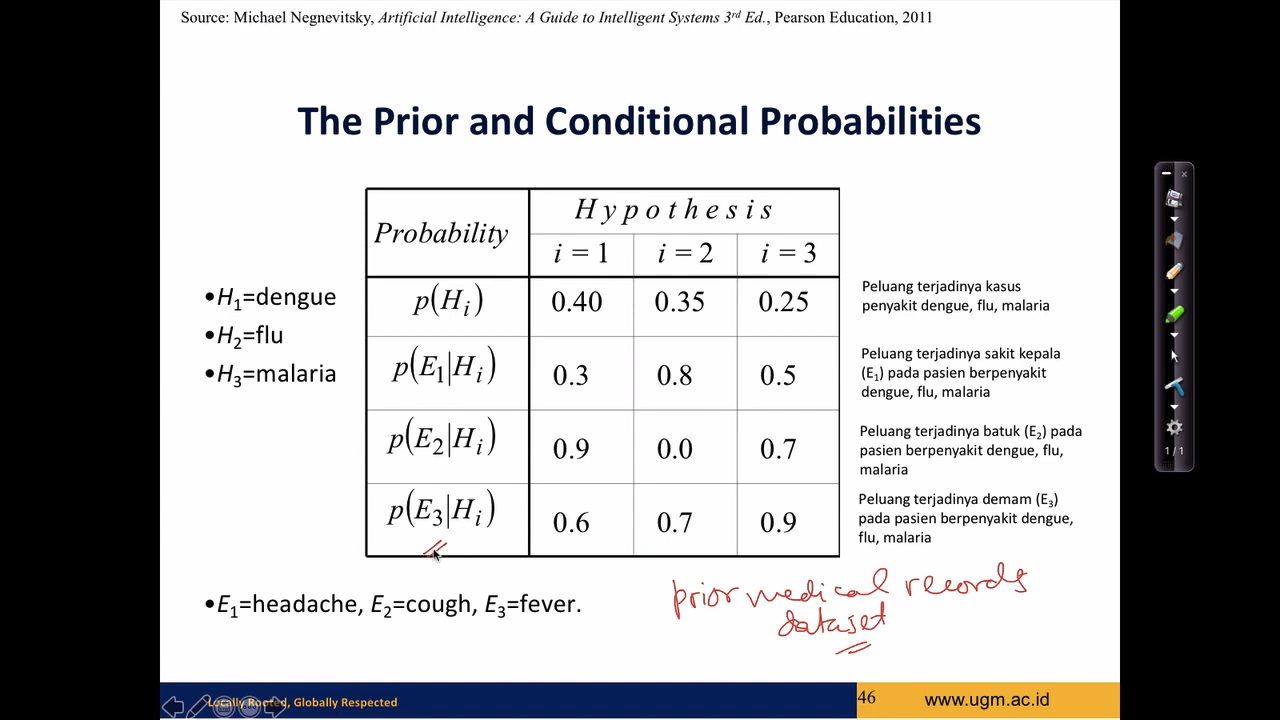 Source: Michael Negnevitsky, Artificial Intelligence: A Guide to Intelligent Systems 3rd Ed., Pearson Education, 2011
The Prior and Conditional Probabilities
•H1=dengue
•H2=flu
•H3=malaria
Probability
Hypothesis
i = 1 i = 2 i = 3
p(Hi) 0.40 0.35 0.25
p(E1|Hi) 0.3 0.8 0.5
p(E2|Hi) 0.9 0.0 0.7
p(E3|Hi) 0.6 0.7 0.9
Peluang terjadinya kasus
penyakit dengue, flu, malaria
Peluang terjadinya sakit kepala
(E1) pada pasien berpenyakit
dengue, flu, malaria
Peluang terjadinya batuk (E2) pada
pasien berpenyakit dengue, flu,
malaria
Peluang terjadinya demam (E3)
pada pasien berpenyakit dengue,
flu, malaria
•E1=headache, E2=cough, E3=fever.
prior medical records
dataset
Locally Rooted, Globally Respected
46
www.ugm.ac.id
1/1